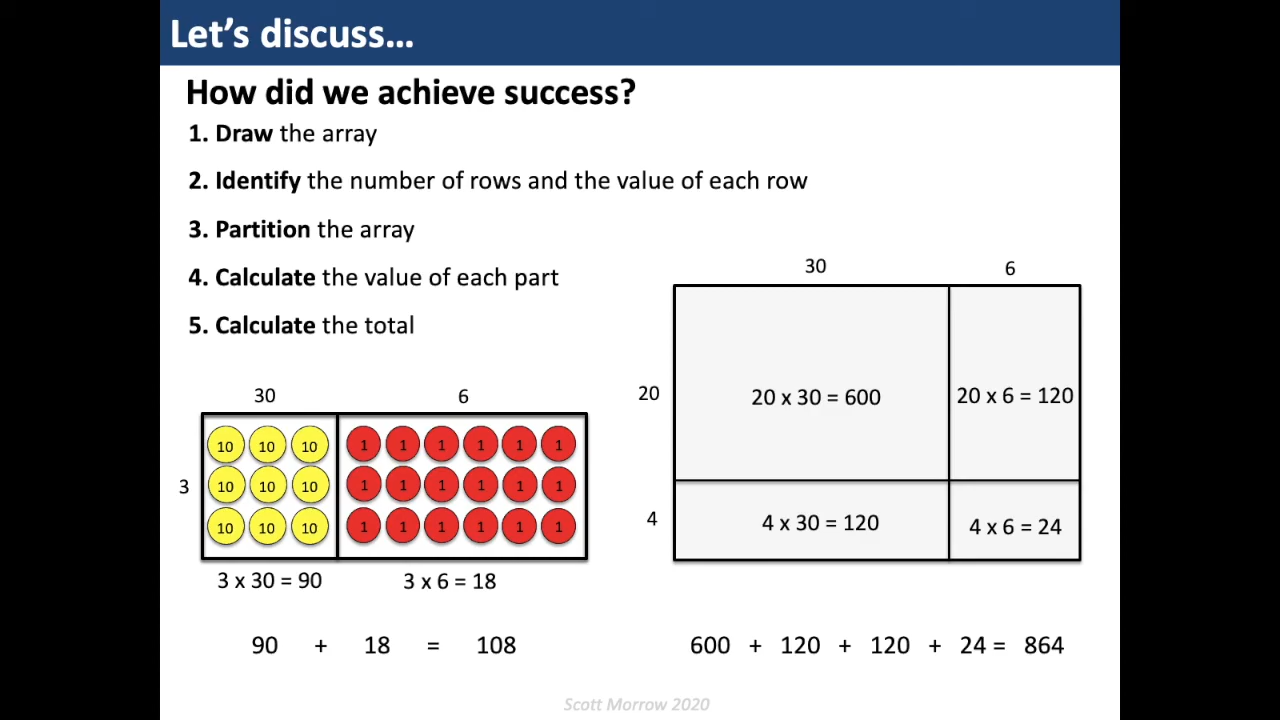 Let's discuss…
How did we achieve success?
1. Draw the array
2. Identify the number of rows and the value of each row
3. Partition the array
4. Calculate the value of each part
5. Calculate the total
30 6
3
10 10 10 1 1 1 1 1 1
10 10 10 1 1 1 1 1 1
10 10 10 1 1 1 1 1 1
3 x 30 = 90 3 x 6 = 18
90 + 18 = 108
30 6
20
20 x 30 = 600 20 x 6 = 120
4
4 x 30 = 120 4 x 6 = 24
600 + 120 + 120 + 24 = 864
Scott Morrow 2020